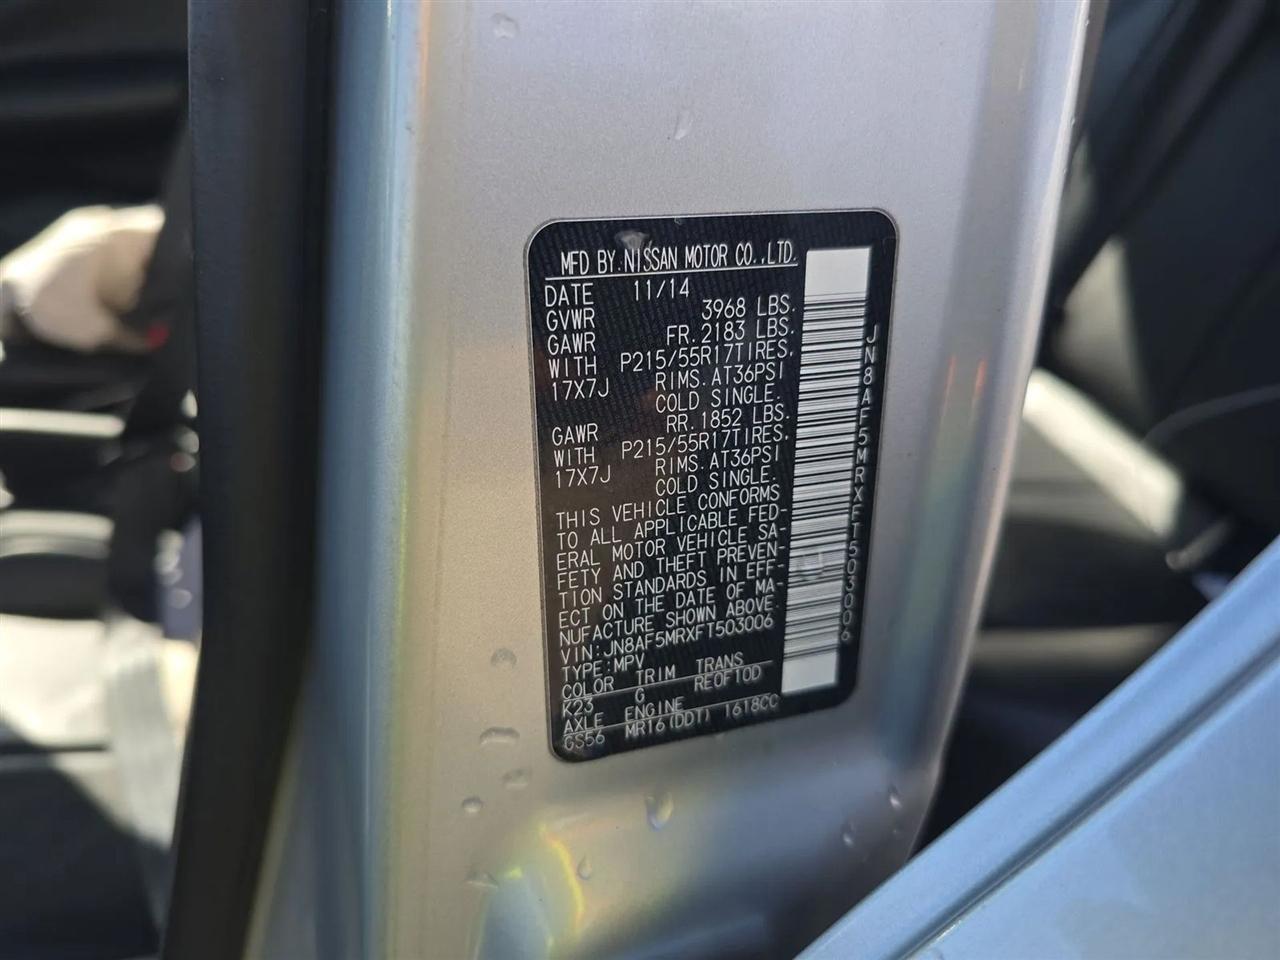 MFD BY:NISSAN MOTOR CO.,LTD.
DATE 11/14
GVWR 3968 LBS.
GAWR FR.2183 LBS.
WITH P215/55R17TIRES.
17X7J RIMS.AT36PSI
COLD SINGLE.
GAWR RR.1852 LBS.
WITH P215/55R17TIRES.
17X7J RIMS.AT36PSI
COLD SINGLE.
THIS VEHICLE CONFORMS
TO ALL APPLICABLE FED-
ERAL MOTOR VEHICLE SA-
FETY AND THEFT PREVEN-
TION STANDARDS IN EFF-
ECT ON THE DATE OF MA-
NUFACTURE SHOWN ABOVE.
VIN:JN8AF5MRXFT503006
TYPE:MPV
COLOR TRIM TRANS
K23 G RE0F10D
AXLE ENGINE
GS56 MR16(DDT) 1618CC
JN8AF5MRXFT503006